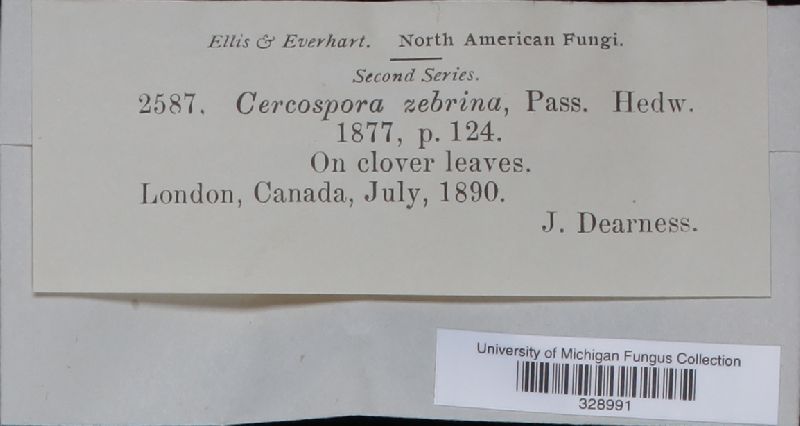 Ellis & Everhart. North American Fungi.
Second Series.
2587. Cercospora zebrina, Pass. Hedw.
1877, p. 124.
On clover leaves.
London, Canada, July, 1890.
J. Dearness.
University of Michigan Fungus Collection
328991